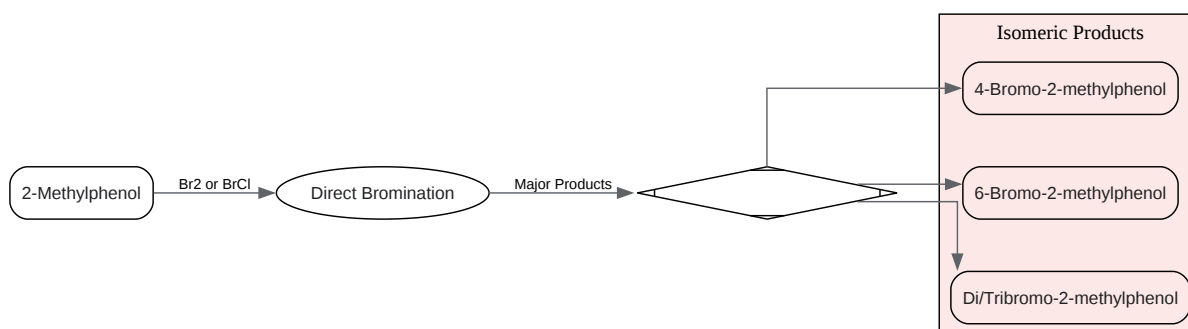 Isomeric Products
4-Bromo-2-methylphenol
2-Methylphenol
Br2 or BrCl
Direct Bromination
Major Products
6-Bromo-2-methylphenol
Di/Tribromo-2-methylphenol